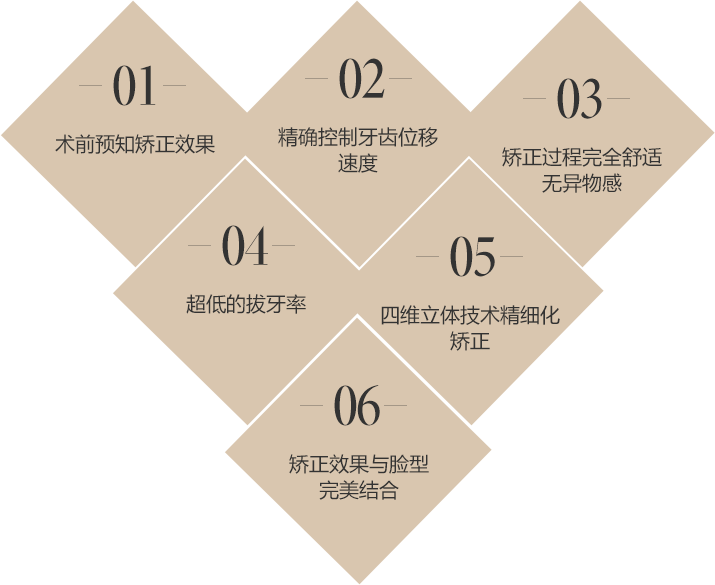 01
术前预知矫正效果
02
精确控制牙齿位移
速度
03
矫正过程完全舒适
无异物感
04
超低的拔牙率
05
四维立体技术精细化
矫正
06
矫正效果与脸型
完美结合